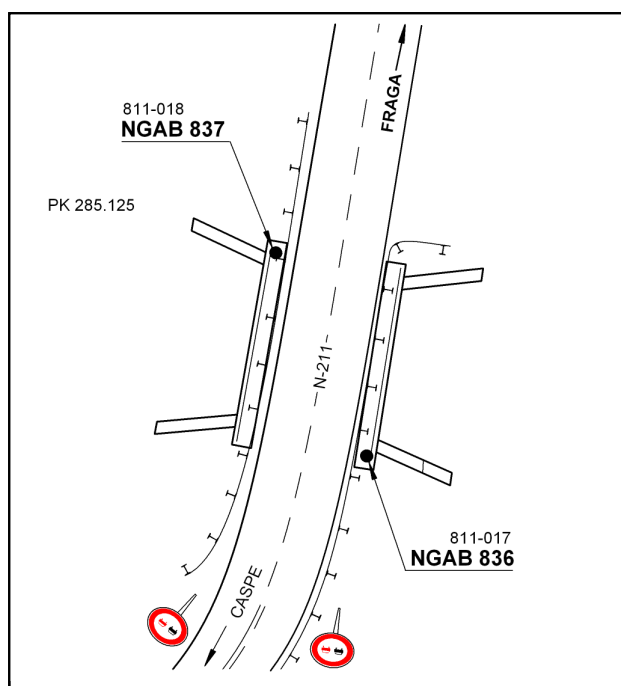 FRAGA
811-018
NGAB 837
PK 285.125
N-211
811-017
NGAB 836
CASPE